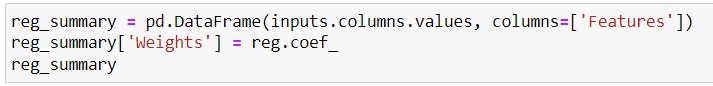 reg_summary = pd.DataFrame(inputs.columns.values, columns=['Features'])
reg_summary['Weights'] = reg.coef_
reg_summary